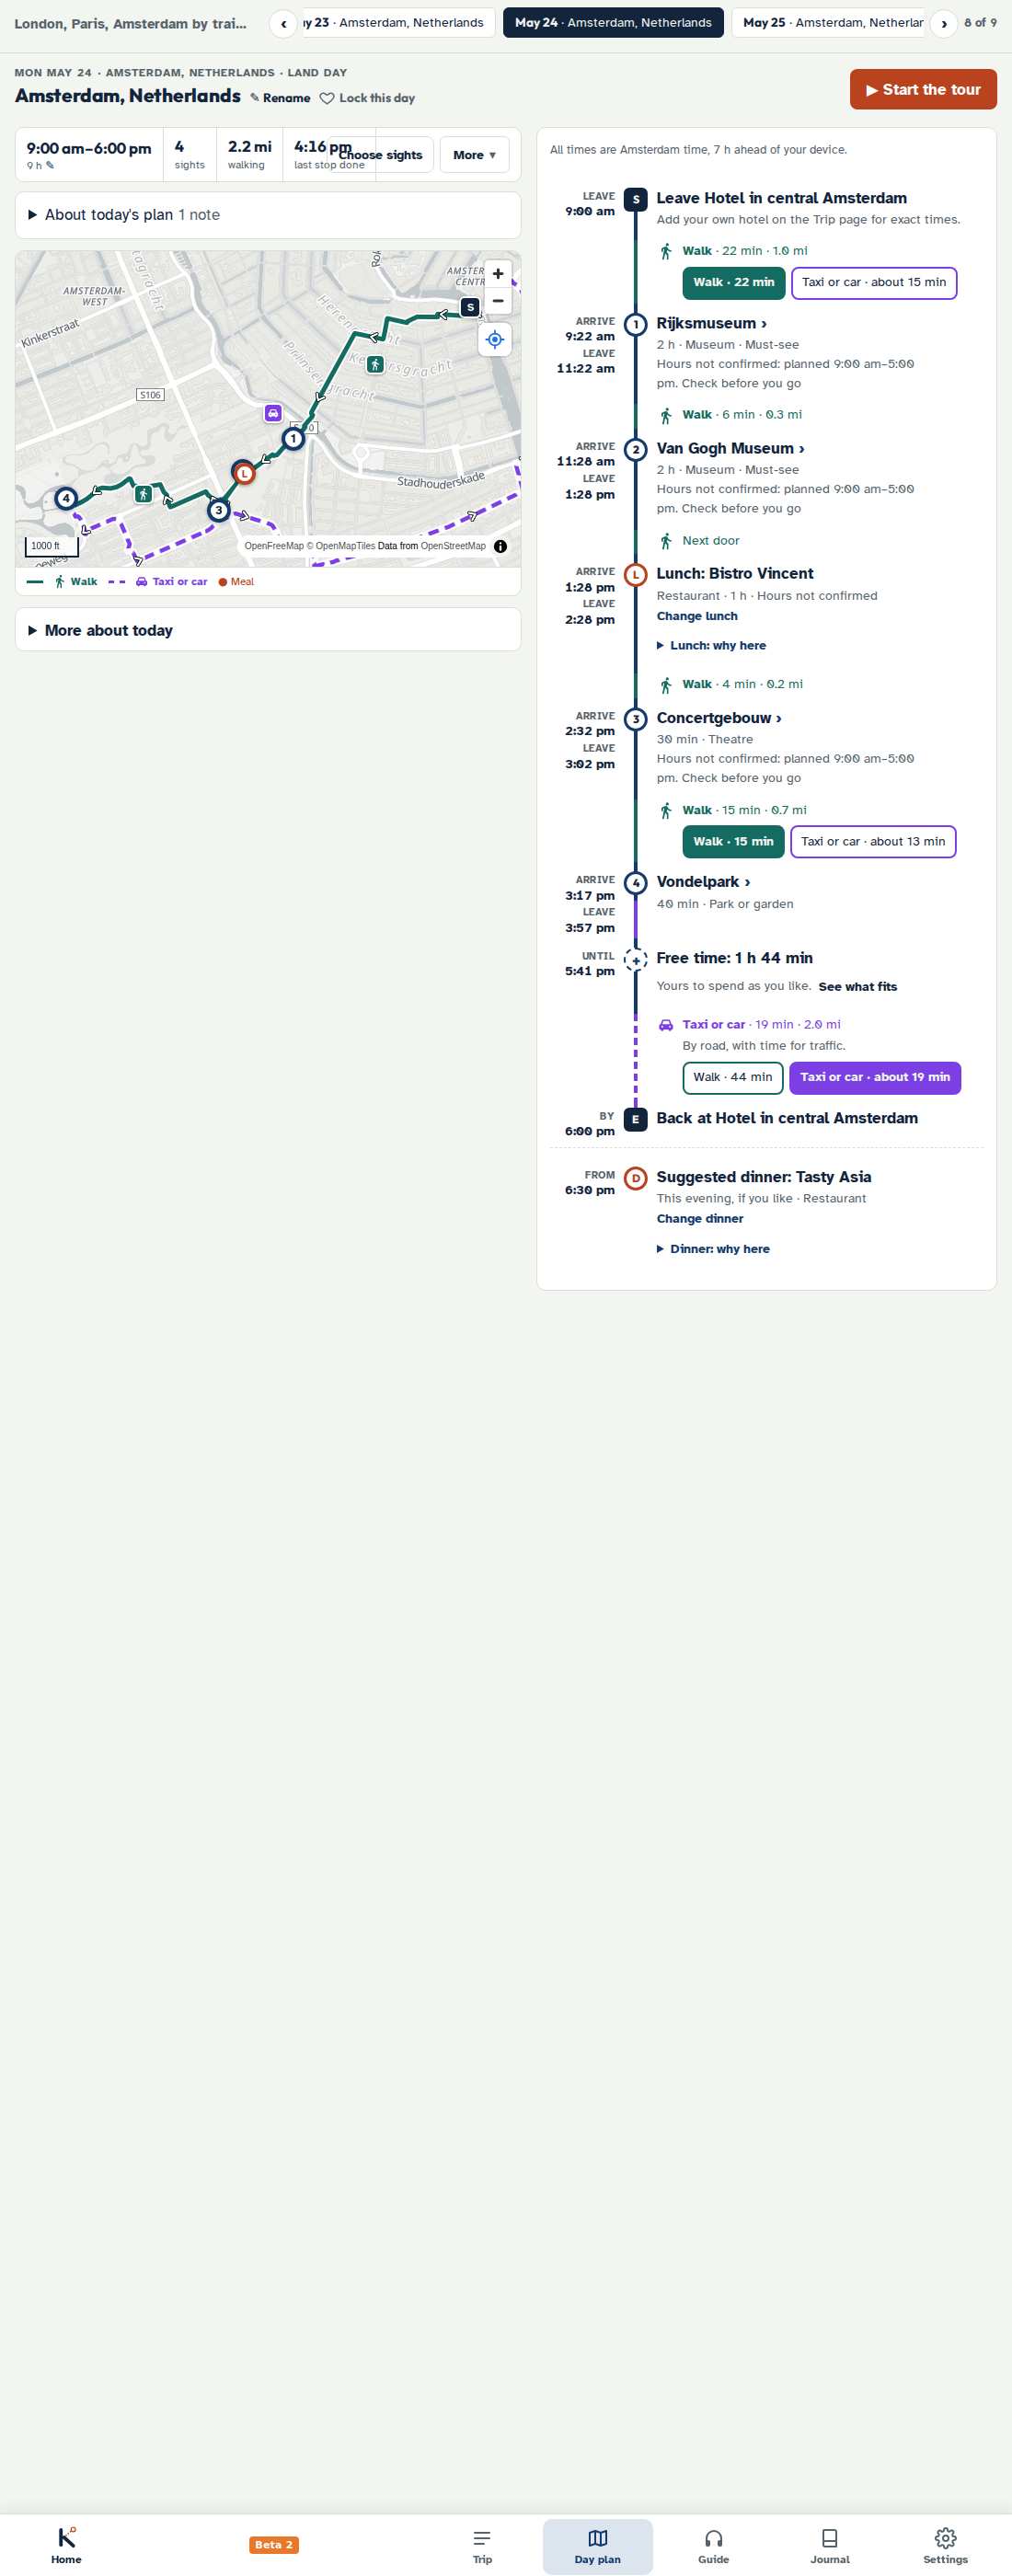 London, Paris, Amsterdam by trai...
‹
y 23 · Amsterdam, Netherlands
May 24 · Amsterdam, Netherlands
May 25 · Amsterdam, Netherlan
›
8 of 9
MON MAY 24 · AMSTERDAM, NETHERLANDS · LAND DAY
Amsterdam, Netherlands ✎ Rename Lock this day
▶ Start the tour
9:00 am–6:00 pm
9 h ✎
4
sights
2.2 mi
walking
4:16 pm
last stop done
Choose sights
More ▾
▶ About today's plan 1 note
AMSTERDAM-
WEST
Kinkerstraat
S106
AMSTER
CENTR
S
+
−
1
L
3
4
Stadhouderskade
1000 ft
OpenFreeMap © OpenMapTiles Data from OpenStreetMap
Walk Taxi or car Meal
▶ More about today
All times are Amsterdam time, 7 h ahead of your device.
LEAVE
9:00 am
S
Leave Hotel in central Amsterdam
Add your own hotel on the Trip page for exact times.
Walk · 22 min · 1.0 mi
Walk · 22 min
Taxi or car · about 15 min
ARRIVE
9:22 am
LEAVE
11:22 am
1
Rijksmuseum ›
2 h · Museum · Must-see
Hours not confirmed: planned 9:00 am–5:00
pm. Check before you go
Walk · 6 min · 0.3 mi
ARRIVE
11:28 am
LEAVE
1:28 pm
2
Van Gogh Museum ›
2 h · Museum · Must-see
Hours not confirmed: planned 9:00 am–5:00
pm. Check before you go
Next door
ARRIVE
1:28 pm
LEAVE
2:28 pm
L
Lunch: Bistro Vincent
Restaurant · 1 h · Hours not confirmed
Change lunch
▶ Lunch: why here
Walk · 4 min · 0.2 mi
ARRIVE
2:32 pm
LEAVE
3:02 pm
3
Concertgebouw ›
30 min · Theatre
Hours not confirmed: planned 9:00 am–5:00
pm. Check before you go
Walk · 15 min · 0.7 mi
Walk · 15 min
Taxi or car · about 13 min
ARRIVE
3:17 pm
LEAVE
3:57 pm
4
Vondelpark ›
40 min · Park or garden
UNTIL
5:41 pm
+
Free time: 1 h 44 min
Yours to spend as you like. See what fits
Taxi or car · 19 min · 2.0 mi
By road, with time for traffic.
Walk · 44 min
Taxi or car · about 19 min
BY
6:00 pm
E
Back at Hotel in central Amsterdam
FROM
6:30 pm
D
Suggested dinner: Tasty Asia
This evening, if you like · Restaurant
Change dinner
▶ Dinner: why here
Home
Beta 2
Trip
Day plan
Guide
Journal
Settings